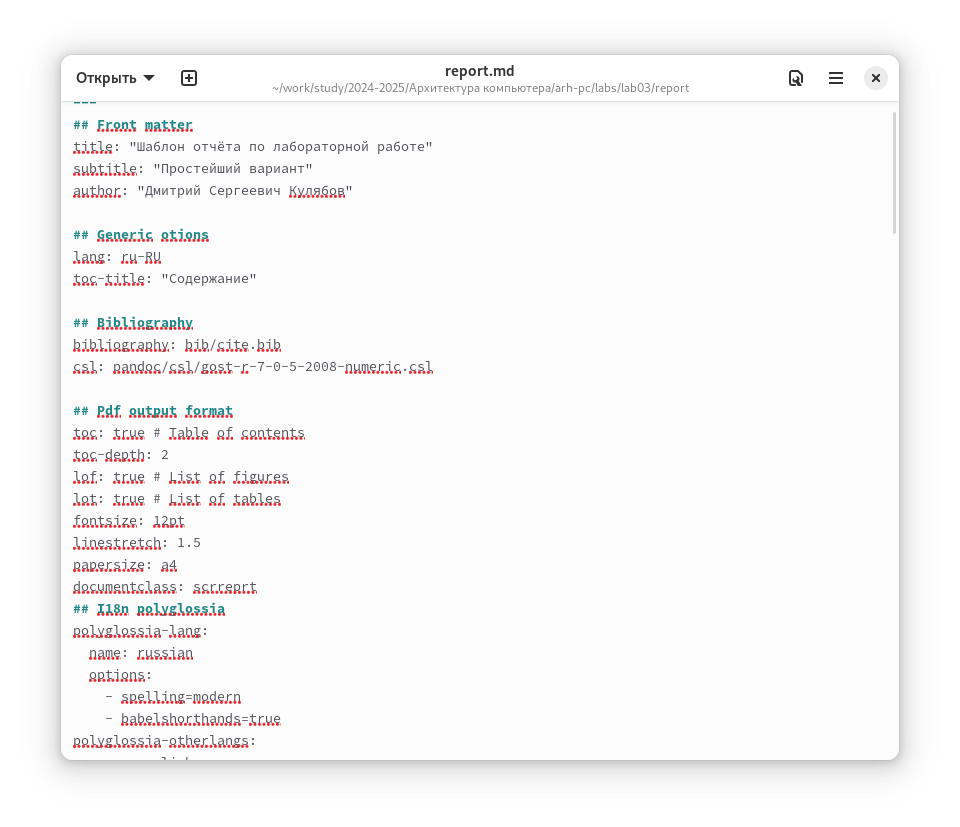 Открыть
report.md
~/work/study/2024-2025/Архитектура компьютера/arh-pc/labs/lab03/report
---
## Front matter
title: "Шаблон отчёта по лабораторной работе"
subtitle: "Простейший вариант"
author: "Дмитрий Сергеевич Кулябов"
## Generic otions
lang: ru-RU
toc-title: "Содержание"
## Bibliography
bibliography: bib/cite.bib
csl: pandoc/csl/gost-r-7-0-5-2008-numeric.csl
## Pdf output format
toc: true # Table of contents
toc-depth: 2
lof: true # List of figures
lot: true # List of tables
fontsize: 12pt
linestretch: 1.5
papersize: a4
documentclass: scrreprt
## I18n polyglossia
polyglossia-lang:
  name: russian
  options:
    - spelling=modern
    - babelshorthands=true
polyglossia-otherlangs: